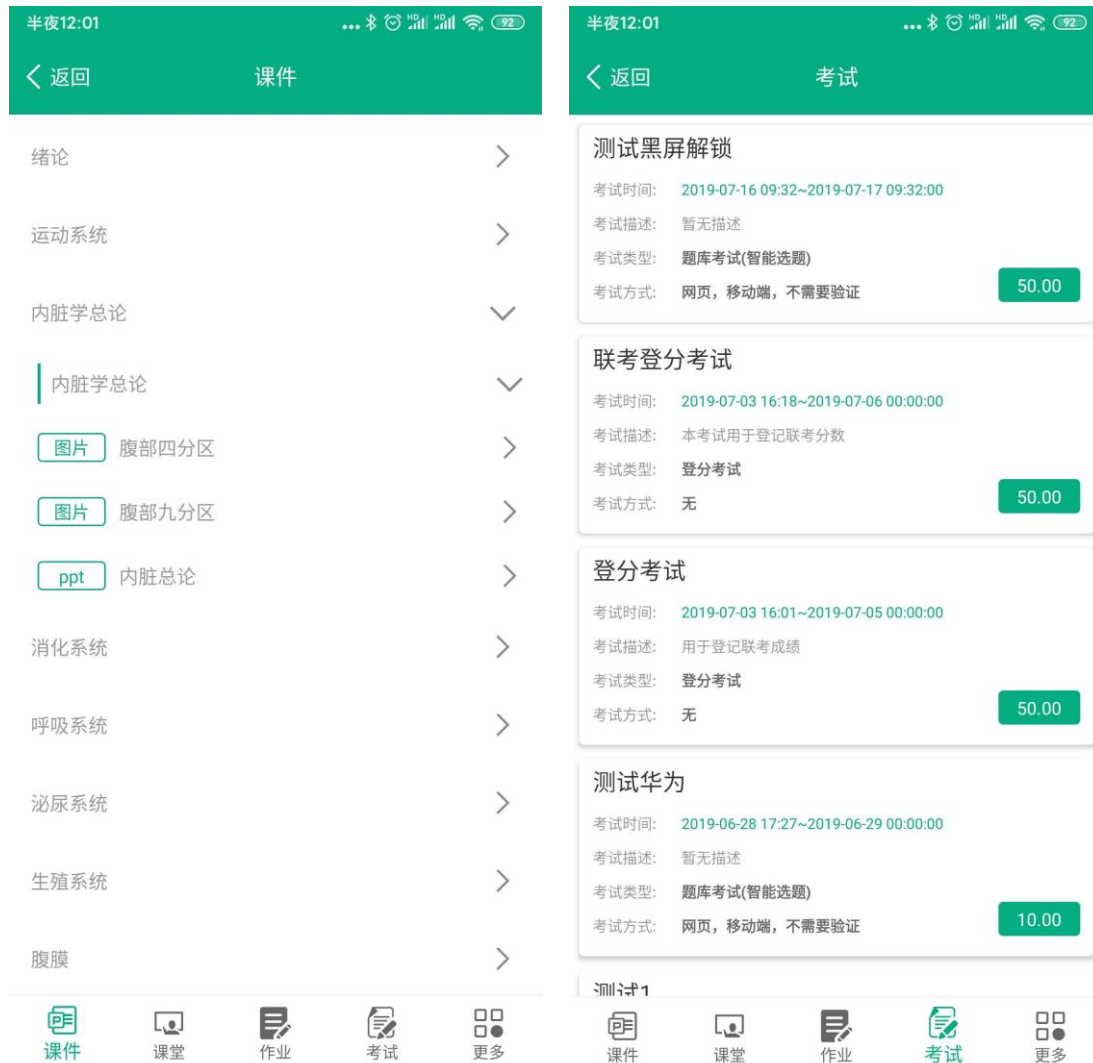 半夜12:01
... HD HD 92
返回
课件
绪论
运动系统
内脏学总论
内脏学总论
图片 腹部四分区
图片 腹部九分区
ppt 内脏总论
消化系统
呼吸系统
泌尿系统
生殖系统
腹膜
课件 课堂 作业 考试 更多
半夜12:01
... HD HD 92
返回
考试
测试黑屏解锁
考试时间: 2019-07-16 09:32~2019-07-17 09:32:00
考试描述: 暂无描述
考试类型: 题库考试(智能选题)
考试方式: 网页，移动端，不需要验证
50.00
联考登分考试
考试时间: 2019-07-03 16:18~2019-07-06 00:00:00
考试描述: 本考试用于登记联考分数
考试类型: 登分考试
考试方式: 无
50.00
登分考试
考试时间: 2019-07-03 16:01~2019-07-05 00:00:00
考试描述: 用于登记联考成绩
考试类型: 登分考试
考试方式: 无
50.00
测试华为
考试时间: 2019-06-28 17:27~2019-06-29 00:00:00
考试描述: 暂无描述
考试类型: 题库考试(智能选题)
考试方式: 网页，移动端，不需要验证
10.00
测试1
课件 课堂 作业 考试 更多